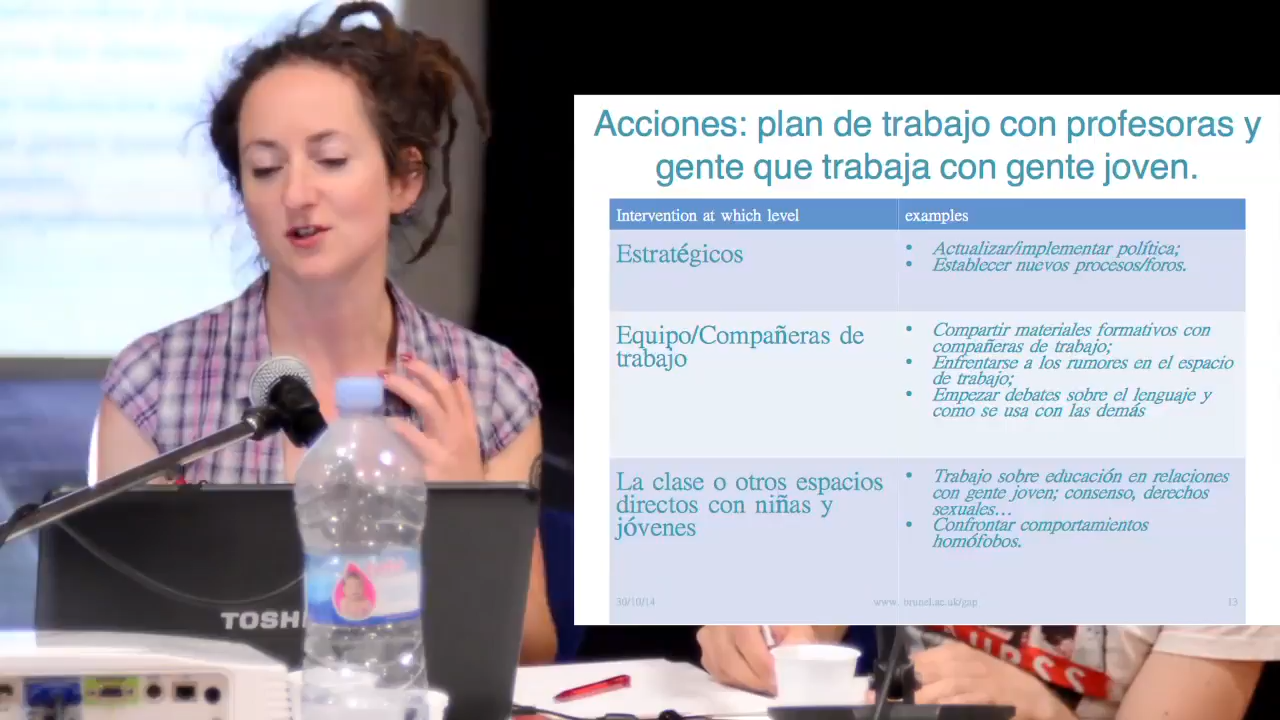 Acciones: plan de trabajo con profesoras y
gente que trabaja con gente joven.
Intervention at which level
examples
Estratégicos
• Actualizar/implementar política;
• Establecer nuevos procesos/foros.
Equipo/Compañeras de
trabajo
• Compartir materiales formativos con
compañeras de trabajo;
• Enfrentarse a los rumores en el espacio
de trabajo;
• Empezar debates sobre el lenguaje y
como se usa con las demás
La clase o otros espacios
directos con niñas y
jóvenes
• Trabajo sobre educación en relaciones
con gente joven; consenso, derechos
sexuales...
• Confrontar comportamientos
homófobos.
30/10/14
www. brunel.ac.uk/gap
13
TOSHI